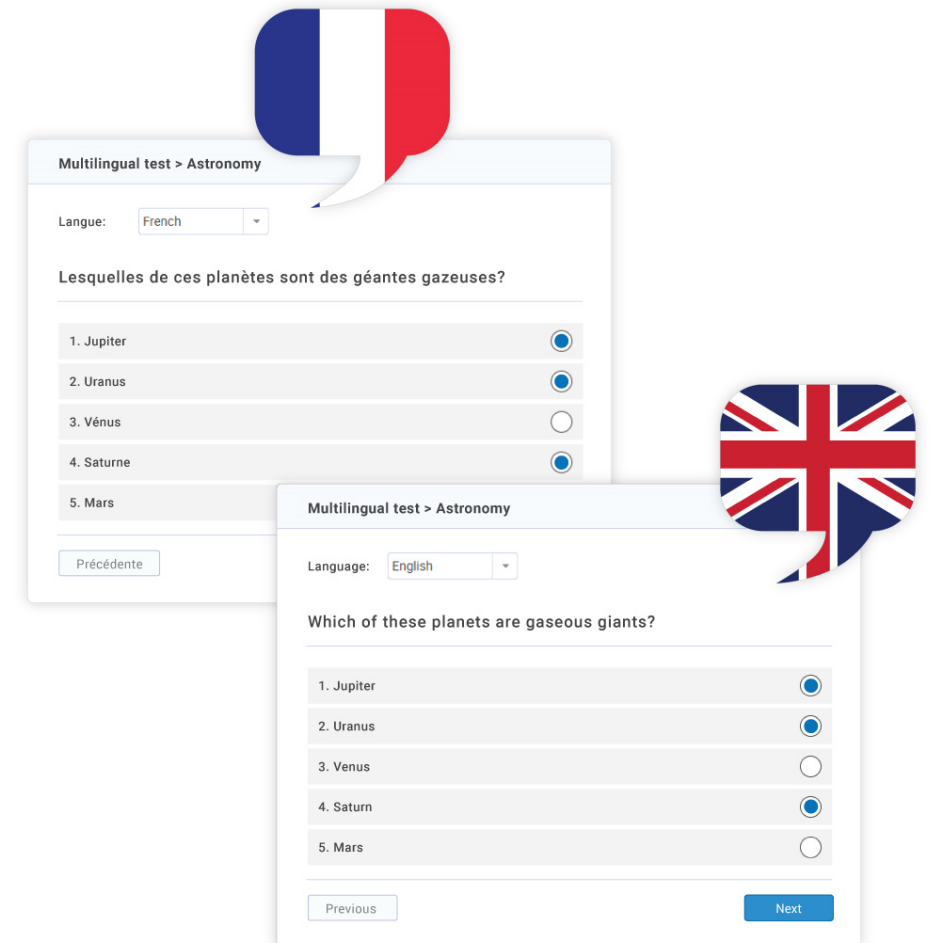 Multilingual test > Astronomy
Langue: French
Lesquelles de ces planètes sont des géantes gazeuses?
1. Jupiter
2. Uranus
3. Vénus
4. Saturne
5. Mars
Précédente
Multilingual test > Astronomy
Language: English
Which of these planets are gaseous giants?
1. Jupiter
2. Uranus
3. Venus
4. Saturn
5. Mars
Previous Next